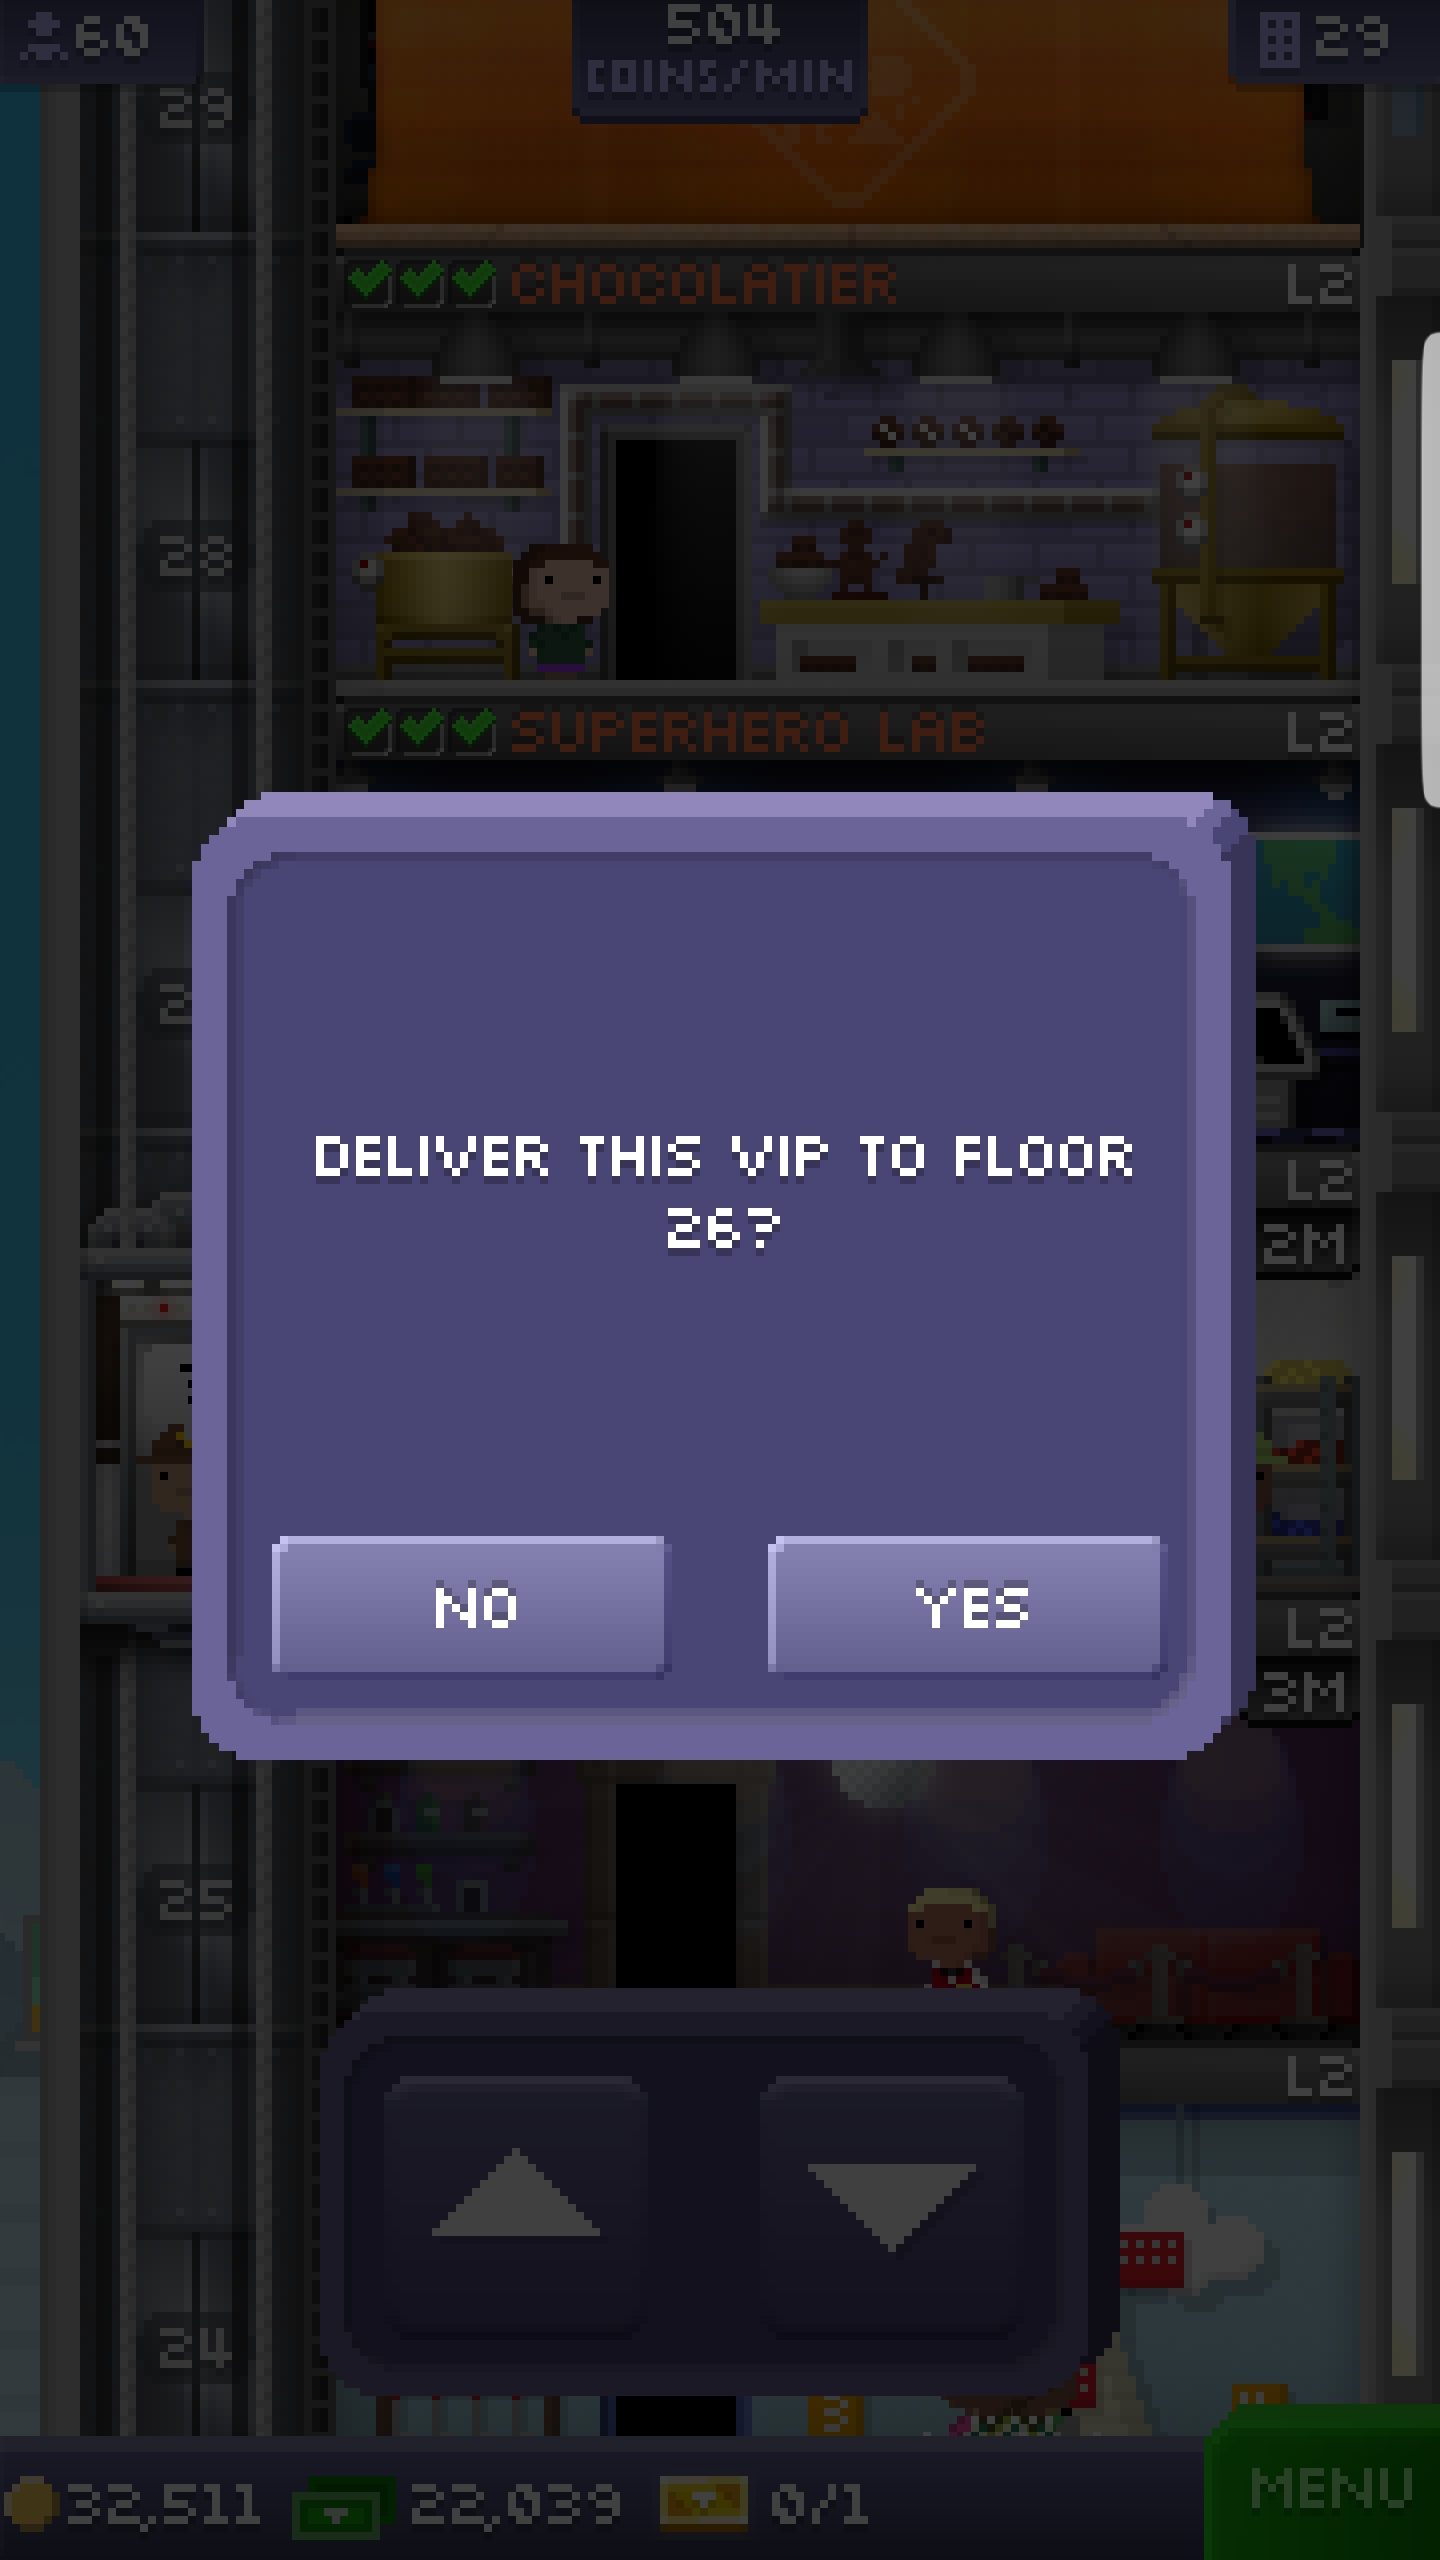 60
504
COINS/MIN
29
29
CHOCOLATIER L2
28
SUPERHERO LAB L2
DELIVER THIS VIP TO FLOOR
26?
L2
2M
NO YES
L2
3M
25
L2
24
32,511 22,039 0/1
MENU